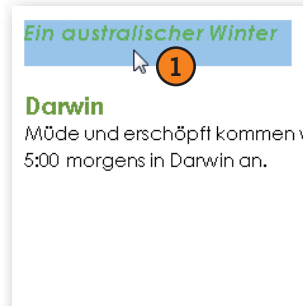 Ein australischer Winter
1
Darwin
Müde und erschöpft kommen
5:00 morgens in Darwin an.